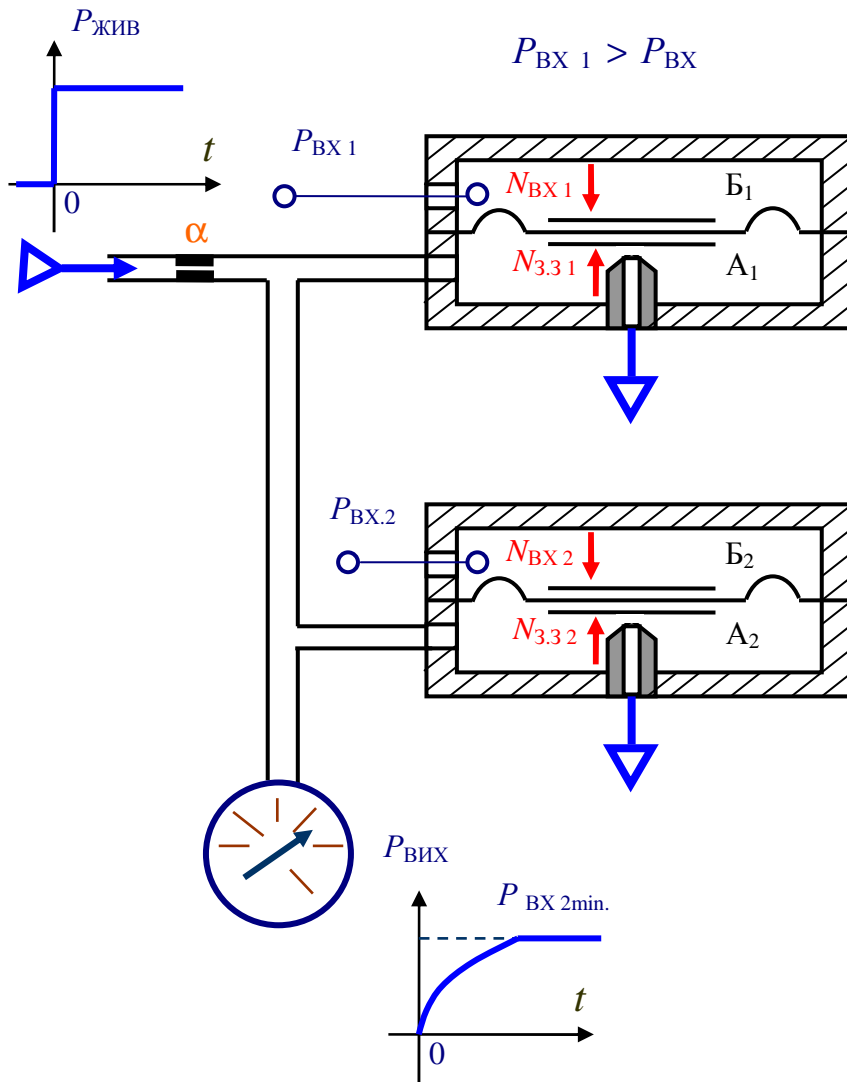 PЖИВ
t
0
PВХ 1 > PВХ
PВХ 1
NВХ 1
Б1
α
NЗ.З 1
А1
PВХ.2
NВХ 2
Б2
NЗ.З 2
А2
PВИХ
P ВХ 2min.
t
0